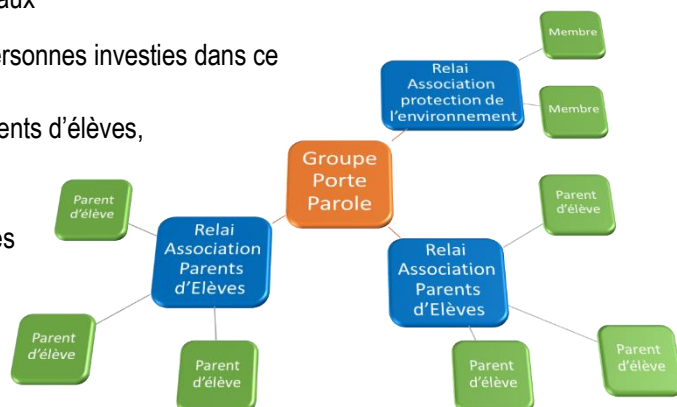 aux
ersonnes investies dans ce
ents d’élèves,
es
Membre
Relai
Association
protection de
l’environnement
Membre
Groupe
Porte
Parole
Parent
d’élève
Parent
d’élève
Relai
Association
Parents
d’Elèves
Relai
Association
Parents
d’Elèves
Parent
d’élève
Parent
d’élève
Parent
d’élève
Parent
d’élève